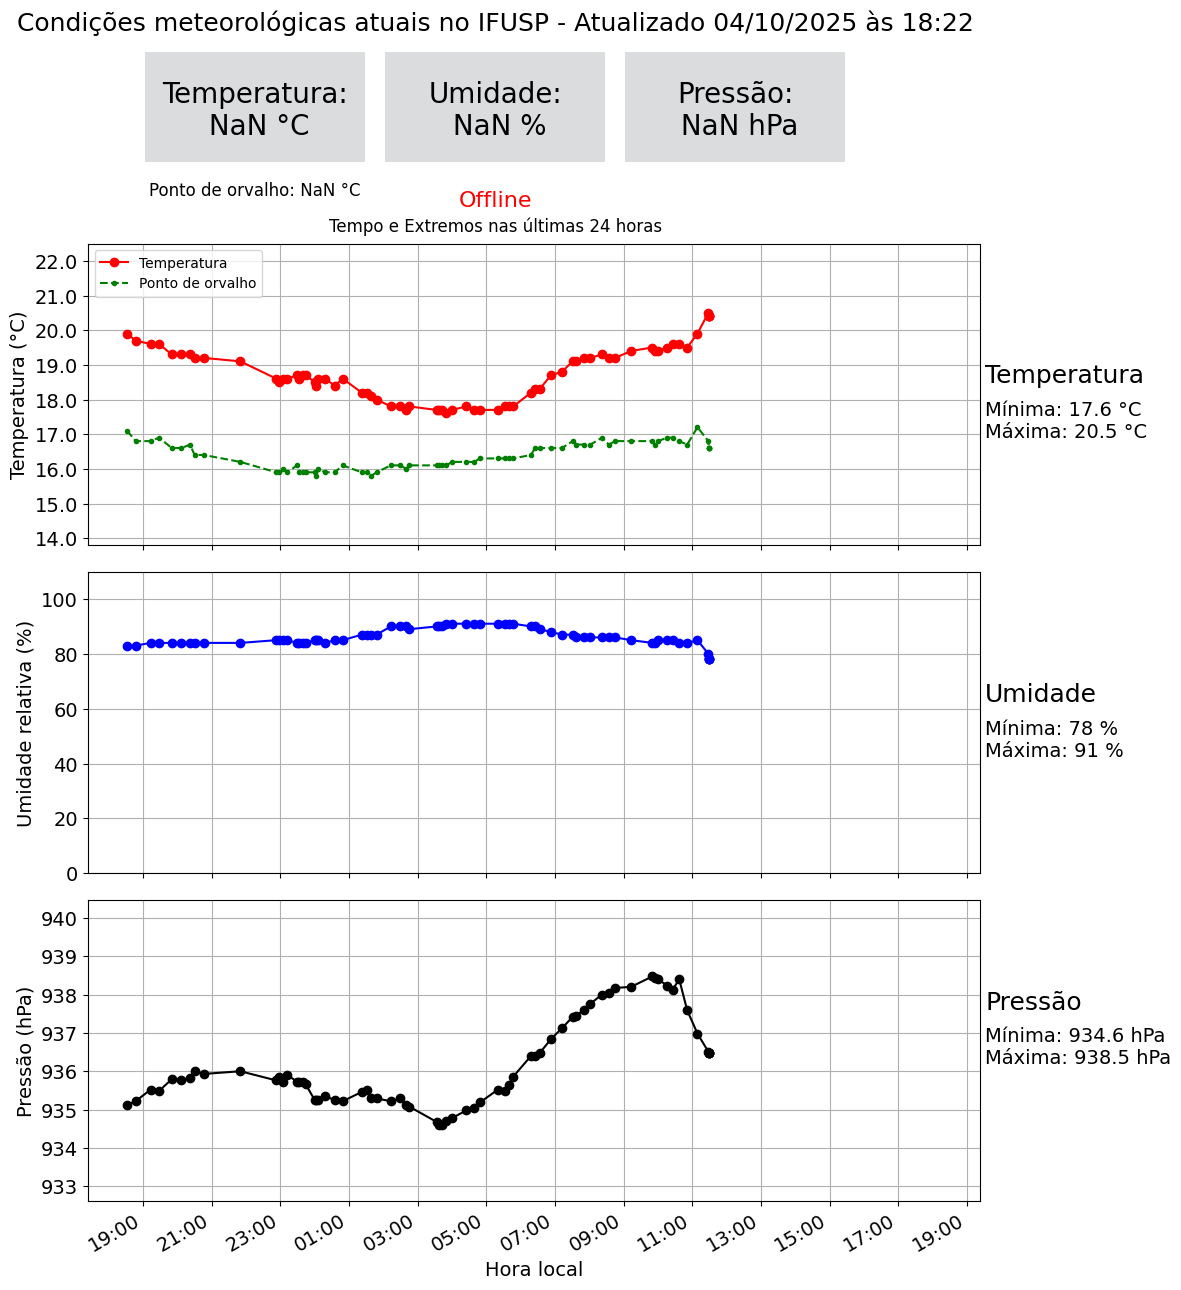 Condições meteorológicas atuais no IFUSP - Atualizado 04/10/2025 às 18:22
Temperatura:
NaN °C
Umidade:
NaN %
Pressão:
NaN hPa
Ponto de orvalho: NaN °C
Offline
Tempo e Extremos nas últimas 24 horas
Temperatura
Ponto de orvalho
Temperatura (°C)
22.0
21.0
20.0
19.0
18.0
17.0
16.0
15.0
14.0
Temperatura
Mínima: 17.6 °C
Máxima: 20.5 °C
Umidade relativa (%)
100
80
60
40
20
0
Umidade
Mínima: 78 %
Máxima: 91 %
Pressão (hPa)
940
939
938
937
936
935
934
933
Pressão
Mínima: 934.6 hPa
Máxima: 938.5 hPa
19:00
21:00
23:00
01:00
03:00
05:00
07:00
09:00
11:00
13:00
15:00
17:00
19:00
Hora local